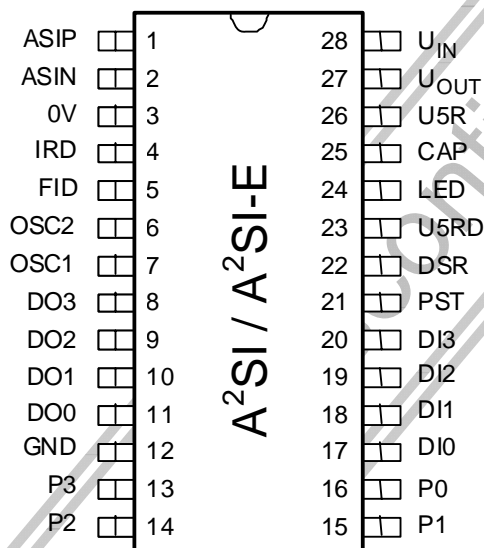 ASIP 1 28 U_IN
ASIN 2 27 U_OUT
0V 3 26 U5R
IRD 4 25 CAP
FID 5 24 LED
OSC2 6 23 U5RD
OSC1 7 22 DSR
DO3 8 21 PST
DO2 9 20 DI3
DO1 10 19 DI2
DO0 11 18 DI1
GND 12 17 DI0
P3 13 16 P0
P2 14 15 P1
A²SI / A²SI-E